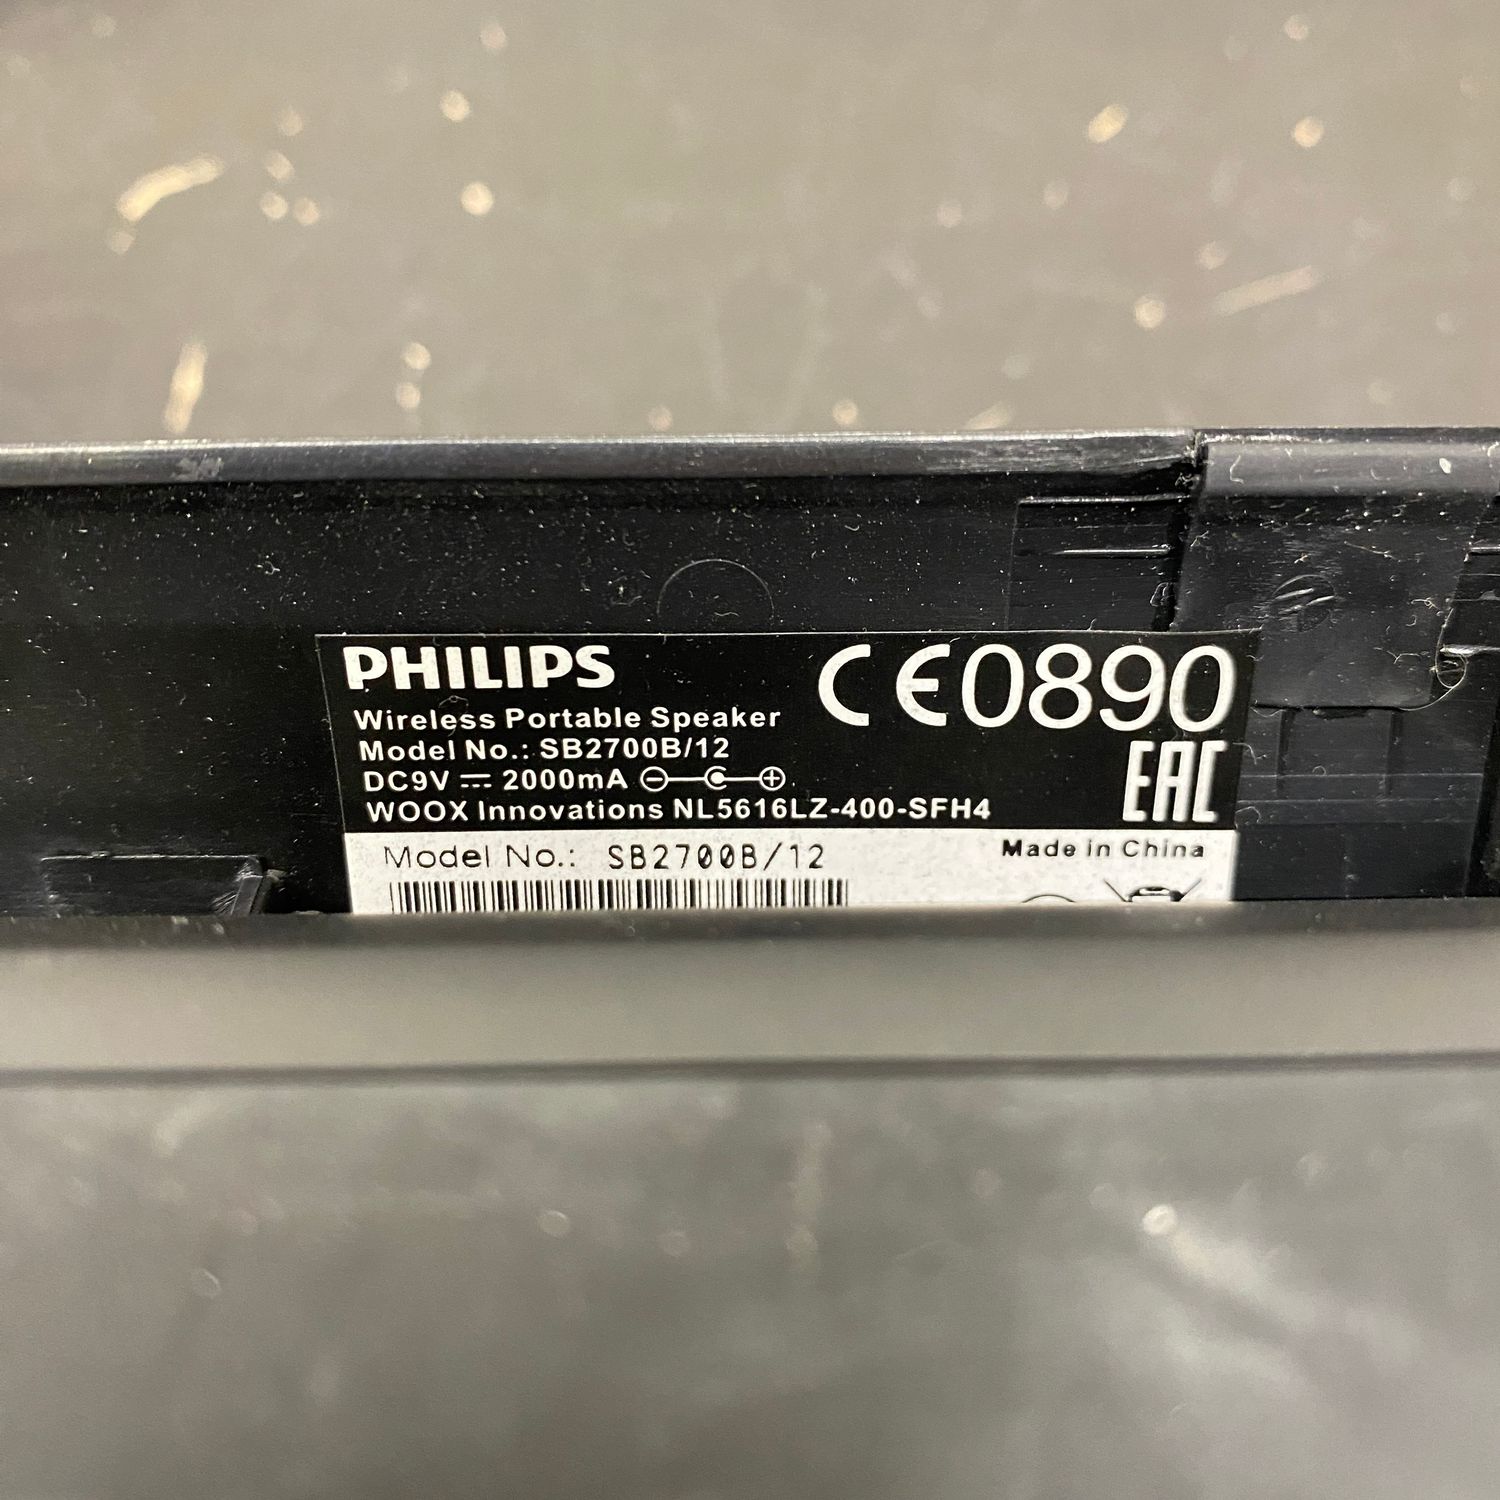 PHILIPS
CE0890
Wireless Portable Speaker
Model No.: SB2700B/12
DC9V ⎓ 2000mA
EAC
WOOX Innovations NL5616LZ-400-SFH4
Model No.: SB2700B/12
Made in China